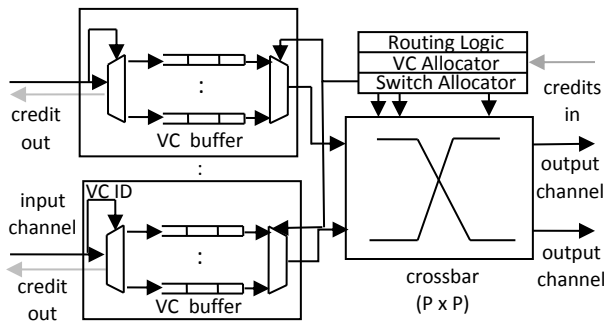 Routing Logic
VC Allocator
Switch Allocator
credit
out
VC buffer
credits
in
:
:
VC ID
input
channel
output
channel
:
credit
out
VC buffer
crossbar
(P x P)
output
channel